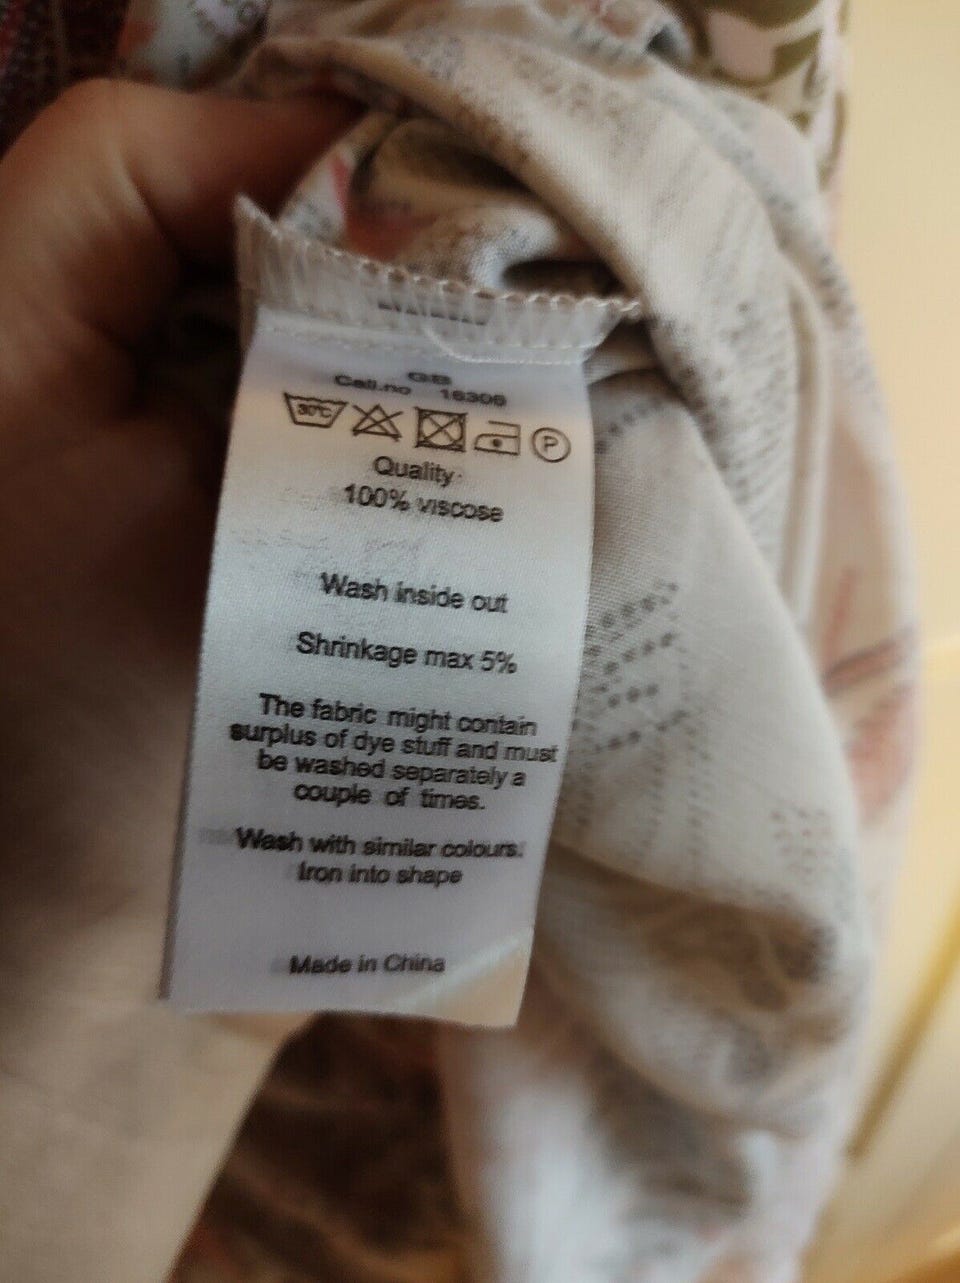 GB
Call.no 16306
30°C P
Quality:
100% viscose
Wash inside out
Shrinkage max 5%
The fabric might contain
surplus of dye stuff and must
be washed separately a
couple of times.
Wash with similar colours.
Iron into shape
Made in China